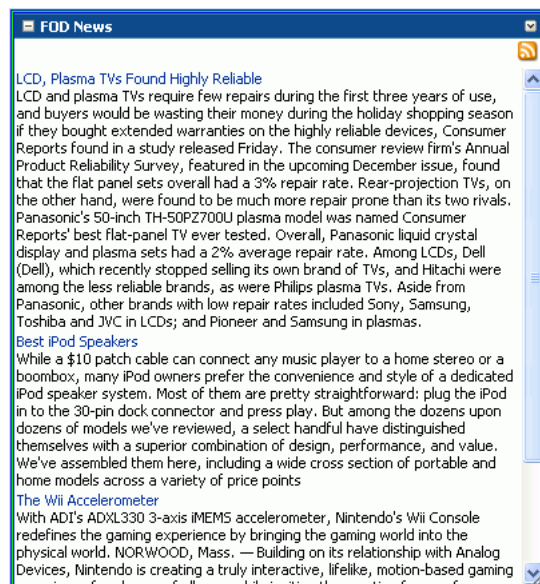 FOD News
LCD, Plasma TVs Found Highly Reliable
LCD and plasma TVs require few repairs during the first three years of use,
and buyers would be wasting their money during the holiday shopping season
if they bought extended warranties on the highly reliable devices, Consumer
Reports found in a study released Friday. The consumer review firm's Annual
Product Reliability Survey, featured in the upcoming December issue, found
that the flat panel sets overall had a 3% repair rate. Rear-projection TVs, on
the other hand, were found to be much more repair prone than its two rivals.
Panasonic's 50-inch TH-50PZ700U plasma model was named Consumer
Reports' best flat-panel TV ever tested. Overall, Panasonic liquid crystal
display and plasma sets had a 2% average repair rate. Among LCDs, Dell
(Dell), which recently stopped selling its own brand of TVs, and Hitachi were
among the less reliable brands, as were Philips plasma TVs. Aside from
Panasonic, other brands with low repair rates included Sony, Samsung,
Toshiba and JVC in LCDs; and Pioneer and Samsung in plasmas.
Best iPod Speakers
While a $10 patch cable can connect any music player to a home stereo or a
boombox, many iPod owners prefer the convenience and style of a dedicated
iPod speaker system. Most of them are pretty straightforward: plug the iPod
in to the 30-pin dock connector and press play. But among the dozens upon
dozens of models we've reviewed, a select handful have distinguished
themselves with a superior combination of design, performance, and value.
We've assembled them here, including a wide cross section of portable and
home models across a variety of price points
The Wii Accelerometer
With ADI's ADXL330 3-axis iMEMS accelerometer, Nintendo's Wii Console
redefines the gaming experience by bringing the gaming world into the
physical world. NORWOOD, Mass. — Building on its relationship with Analog
Devices, Nintendo is creating a truly interactive, lifelike, motion-based gaming